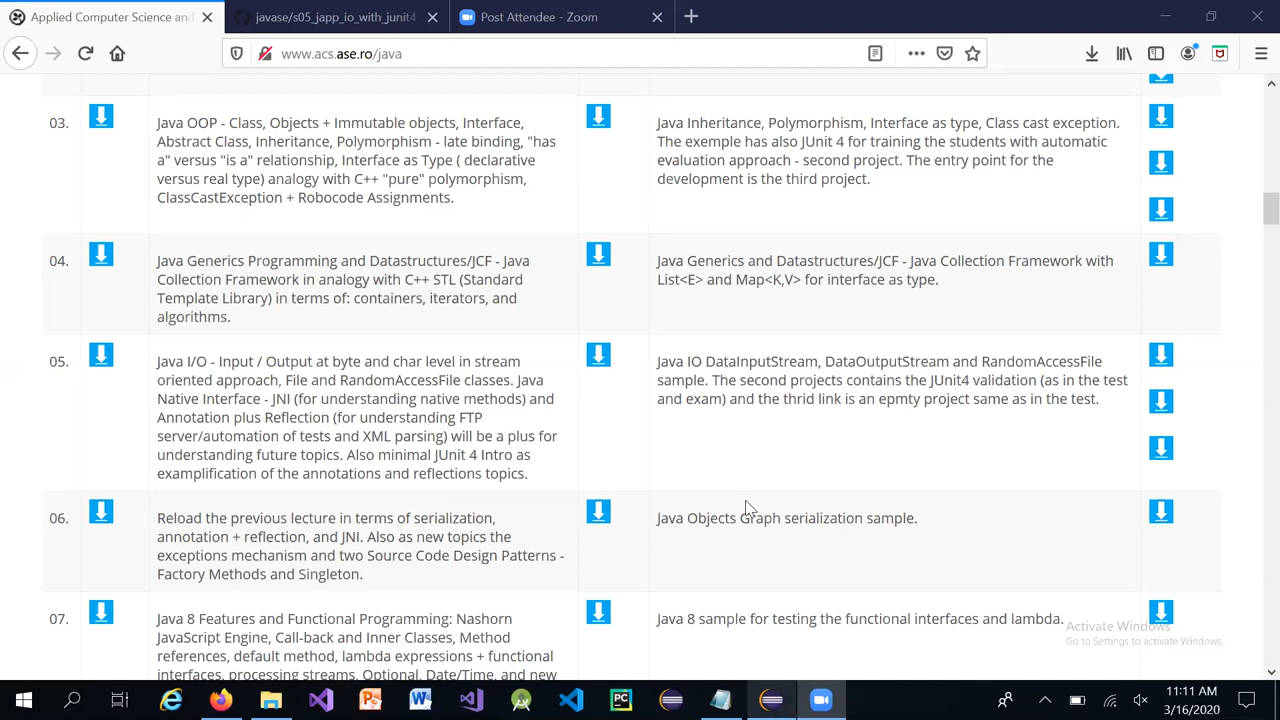 Applied Computer Science and
javase/s05_japp_io_with_junit4
Post Attendee - Zoom
www.acs.ase.ro/java
03.
Java OOP - Class, Objects + Immutable objects, Interface,
Abstract Class, Inheritance, Polymorphism - late binding, "has
a" versus "is a" relationship, Interface as Type ( declarative
versus real type) analogy with C++ "pure" polymorphism,
ClassCastException + Robocode Assignments.
Java Inheritance, Polymorphism, Interface as type, Class cast exception.
The exemple has also JUnit 4 for training the students with automatic
evaluation approach - second project. The entry point for the
development is the third project.
04.
Java Generics Programming and Datastructures/JCF - Java
Collection Framework in analogy with C++ STL (Standard
Template Library) in terms of: containers, iterators, and
algorithms.
Java Generics and Datastructures/JCF - Java Collection Framework with
List<E> and Map<K,V> for interface as type.
05.
Java I/O - Input / Output at byte and char level in stream
oriented approach, File and RandomAccessFile classes. Java
Native Interface - JNI (for understanding native methods) and
Annotation plus Reflection (for understanding FTP
server/automation of tests and XML parsing) will be a plus for
understanding future topics. Also minimal JUnit 4 Intro as
examplification of the annotations and reflections topics.
Java IO DataInputStream, DataOutputStream and RandomAccessFile
sample. The second projects contains the JUnit4 validation (as in the test
and exam) and the thrid link is an epmty project same as in the test.
06.
Reload the previous lecture in terms of serialization,
annotation + reflection, and JNI. Also as new topics the
exceptions mechanism and two Source Code Design Patterns -
Factory Methods and Singleton.
Java Objects Graph serialization sample.
07.
Java 8 Features and Functional Programming: Nashorn
JavaScript Engine, Call-back and Inner Classes, Method
references, default method, lambda expressions + functional
interfaces, processing streams, Optional, Date/Time, and new
Java 8 sample for testing the functional interfaces and lambda.
Activate Windows
Go to Settings to activate Windows.
11:11 AM
3/16/2020